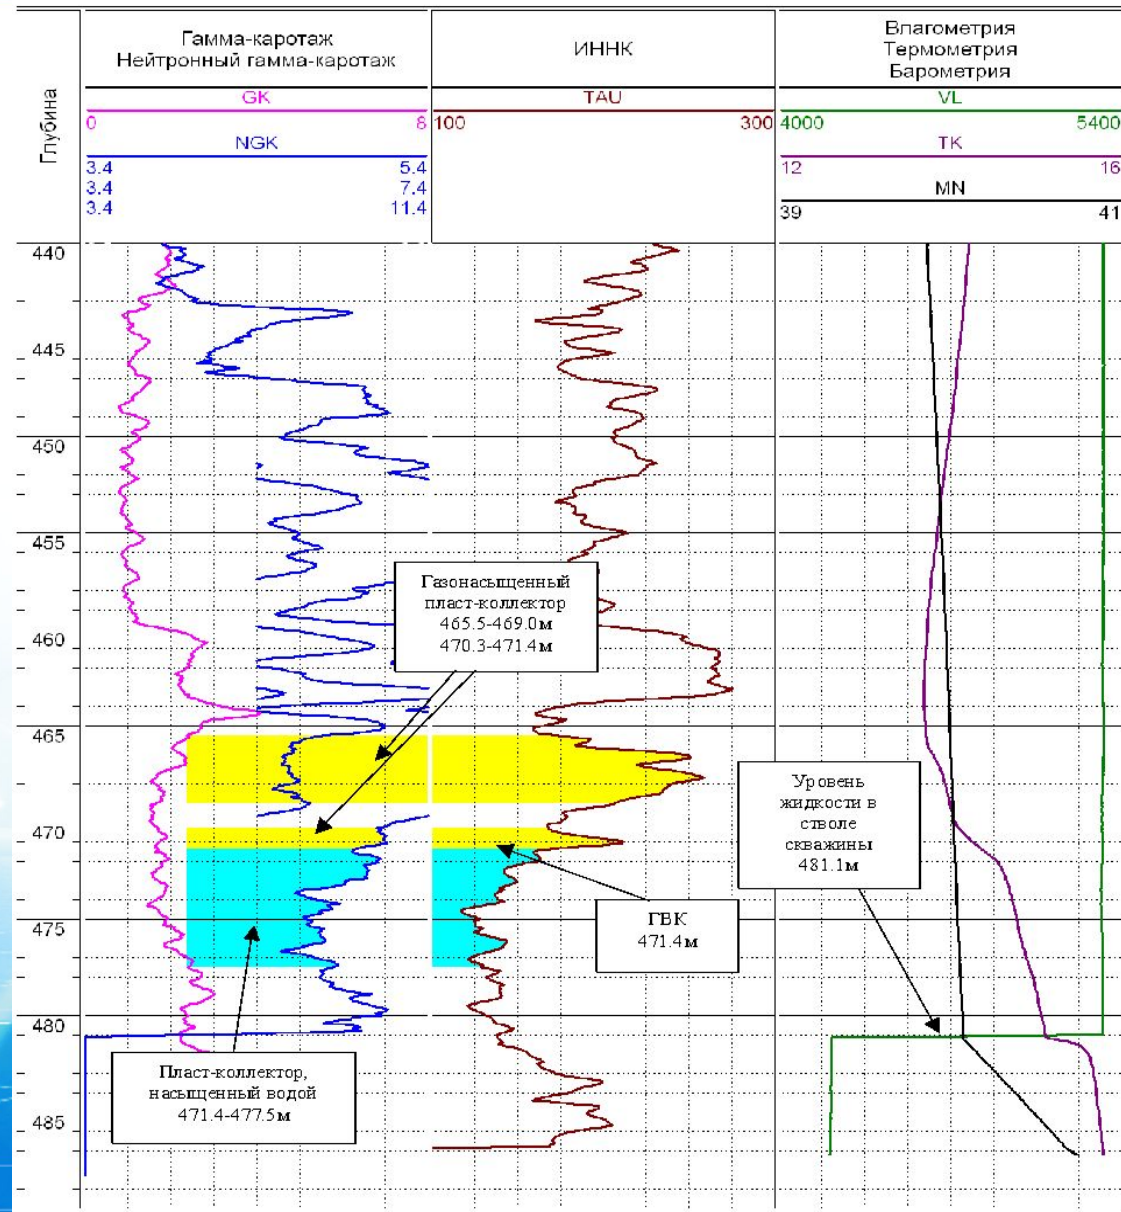 Глубина
Гамма-каротаж
Нейтронный гамма-каротаж
GK
0 8
NGK
3.4 5.4
3.4 7.4
3.4 11.4
ИННК
TAU
100 300
Влагометрия
Термометрия
Барометрия
VL
4000 5400
TK
12 16
MN
39 41
440
445
450
455
460
465
470
475
480
485
Газонасыщенный
пласт-коллектор
465.5-469.0м
470.3-471.4м
Уровень
жидкости в
стволе
скважины
481.1м
ГВК
471.4м
Пласт-коллектор,
насыщенный водой
471.4-477.5м